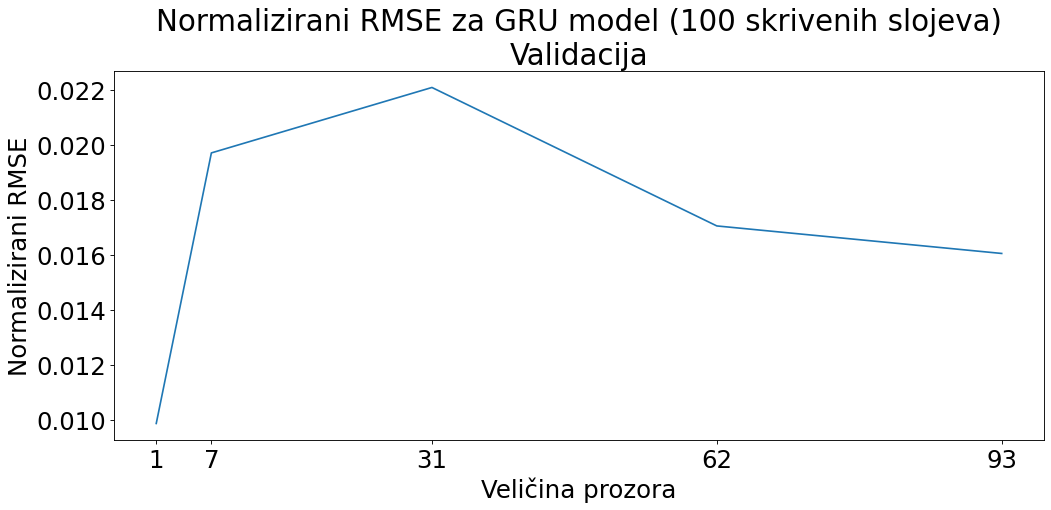 Normalizirani RMSE za GRU model (100 skrivenih slojeva)
Validacija
Normalizirani RMSE
0.022
0.020
0.018
0.016
0.014
0.012
0.010
1 7 31 62 93
Veličina prozora